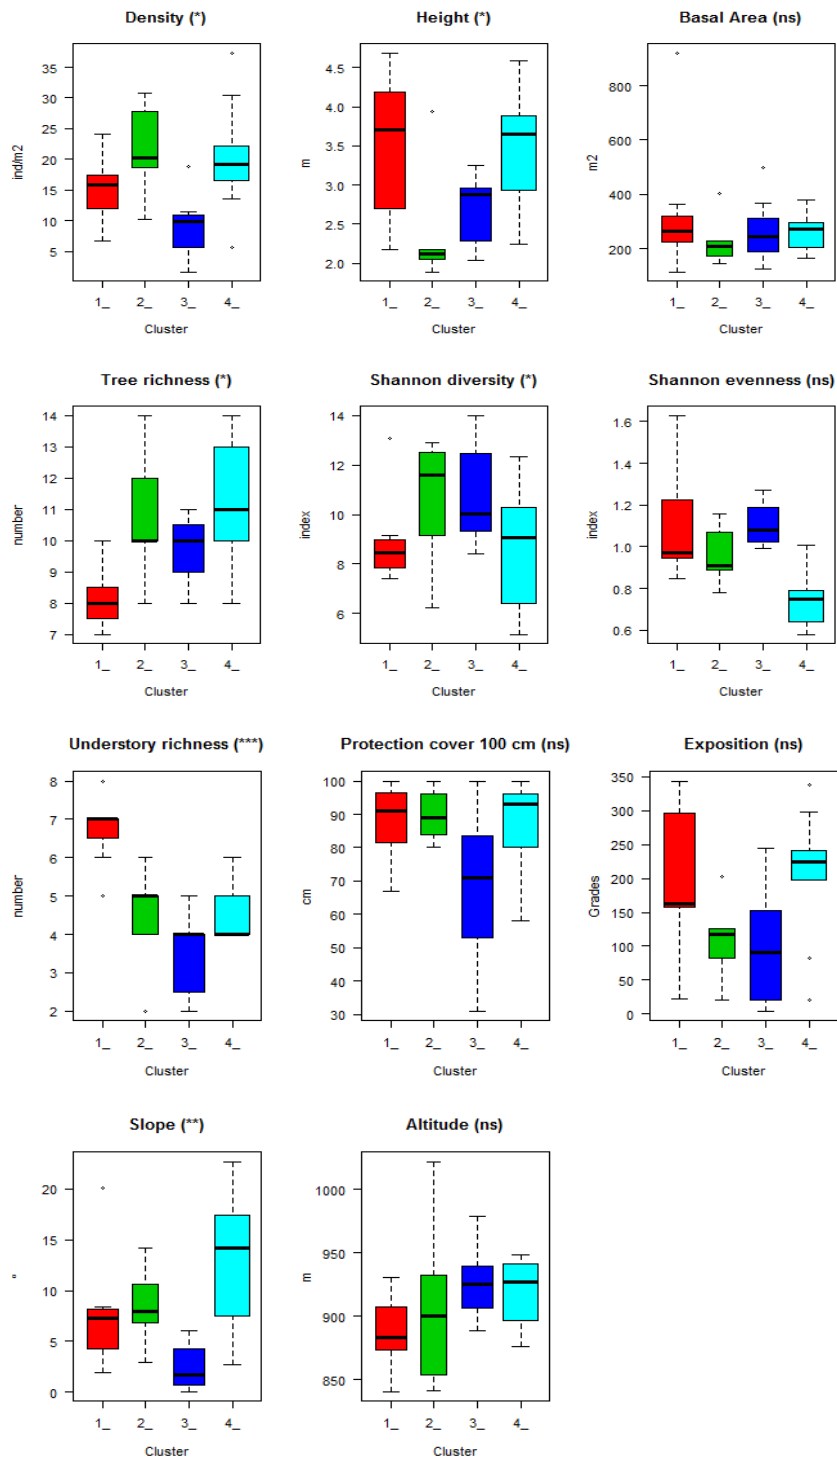 Density (*)
Height (*)
Basal Area (ns)
35
30
25
20
15
10
5
ind/m2
4.5
4.0
3.5
3.0
2.5
2.0
m
800
600
400
200
m2
1_ 2_ 3_ 4_
1_ 2_ 3_ 4_
1_ 2_ 3_ 4_
Cluster
Cluster
Cluster
Tree richness (*)
Shannon diversity (*)
Shannon evenness (ns)
14
13
12
11
10
9
8
7
number
14
12
10
8
6
index
1.6
1.4
1.2
1.0
0.8
0.6
index
1_ 2_ 3_ 4_
1_ 2_ 3_ 4_
1_ 2_ 3_ 4_
Cluster
Cluster
Cluster
Understory richness (***)
Protection cover 100 cm (ns)
Exposition (ns)
8
7
6
5
4
3
2
number
100
90
80
70
60
50
40
30
cm
350
300
250
200
150
100
50
0
Grades
1_ 2_ 3_ 4_
1_ 2_ 3_ 4_
1_ 2_ 3_ 4_
Cluster
Cluster
Cluster
Slope (**)
Altitude (ns)
20
15
10
5
0
1000
950
900
850
m
1_ 2_ 3_ 4_
1_ 2_ 3_ 4_
Cluster
Cluster